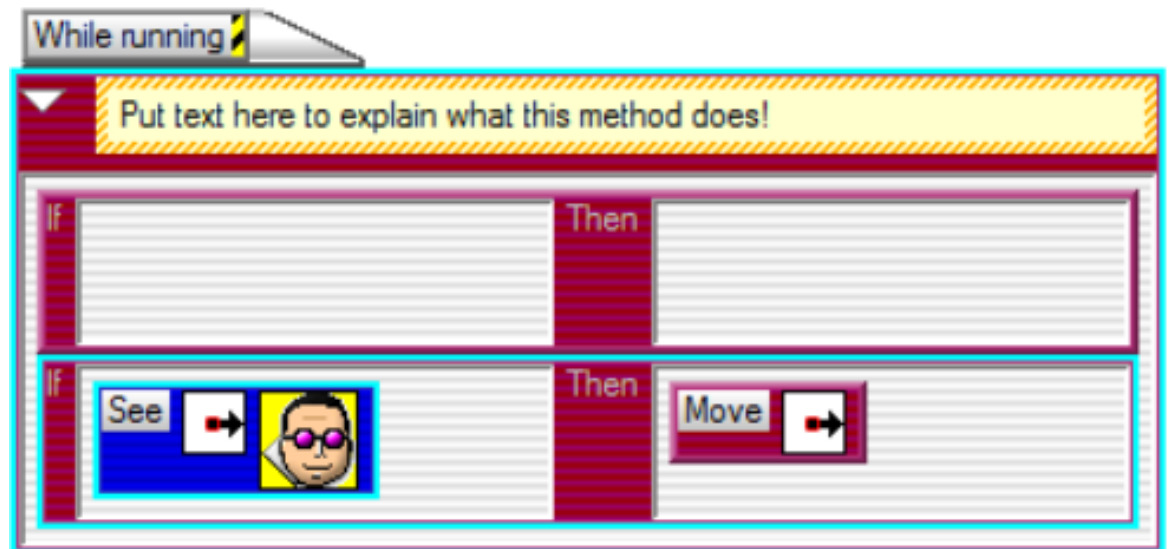 While running
Put text here to explain what this method does!
If Then
If See Then Move